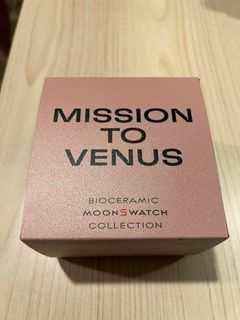 MISSION
TO
VENUS
BIOCERAMIC
MOONSWATCH
COLLECTION